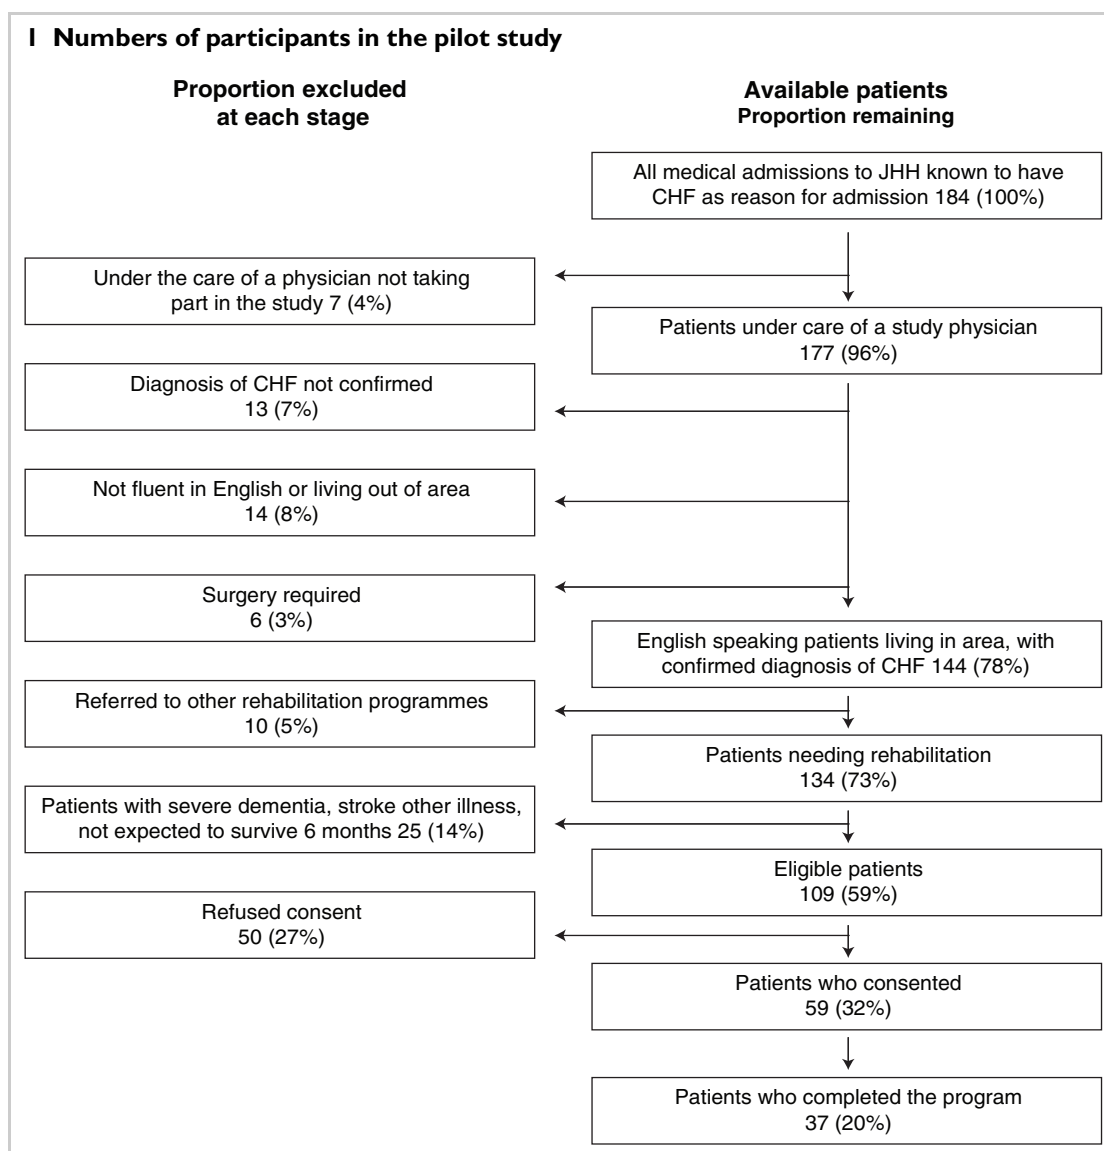 1 Numbers of participants in the pilot study
Proportion excluded
at each stage
Available patients
Proportion remaining
All medical admissions to JHH known to have
CHF as reason for admission 184 (100%)
Under the care of a physician not taking
part in the study 7 (4%)
Patients under care of a study physician
177 (96%)
Diagnosis of CHF not confirmed
13 (7%)
Not fluent in English or living out of area
14 (8%)
Surgery required
6 (3%)
English speaking patients living in area, with
confirmed diagnosis of CHF 144 (78%)
Referred to other rehabilitation programmes
10 (5%)
Patients needing rehabilitation
134 (73%)
Patients with severe dementia, stroke other illness,
not expected to survive 6 months 25 (14%)
Eligible patients
109 (59%)
Refused consent
50 (27%)
Patients who consented
59 (32%)
Patients who completed the program
37 (20%)